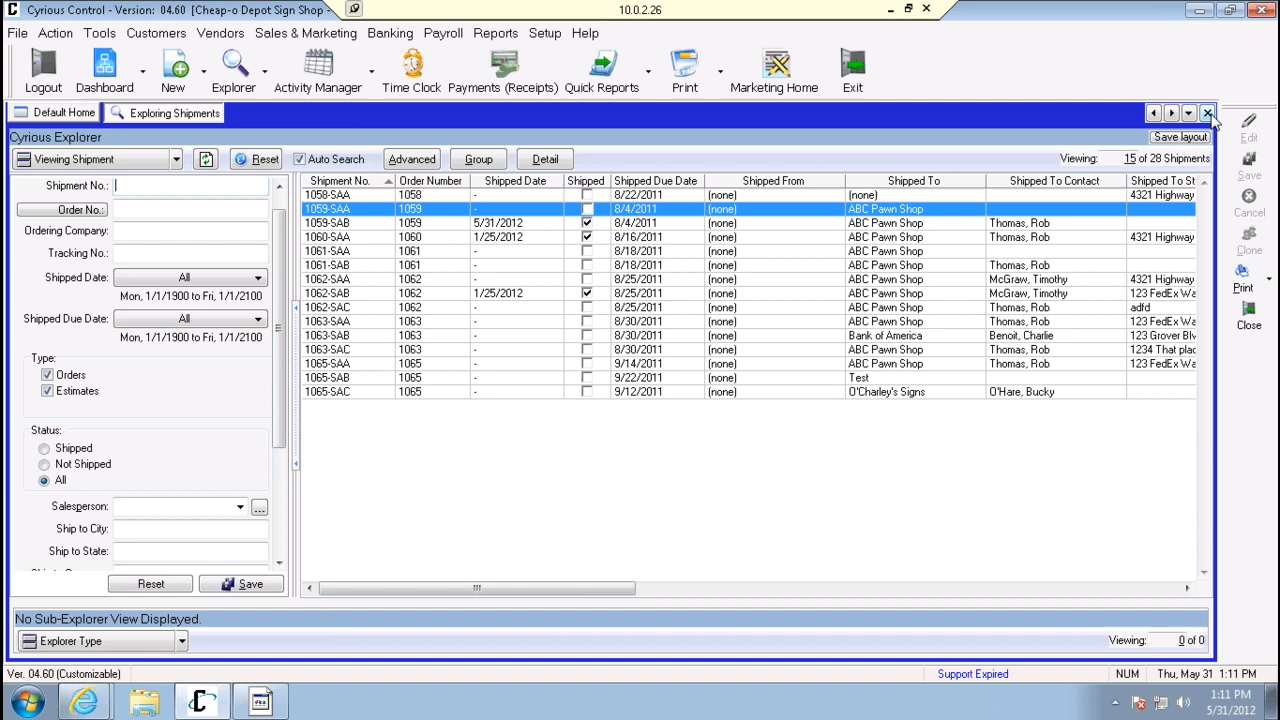 Cyrious Control - Version: 04.60 [Cheap-o Depot Sign Shop -
10.0.2.26
File Action Tools Customers Vendors Sales & Marketing Banking Payroll Reports Setup Help
Logout Dashboard New Explorer Activity Manager Time Clock Payments (Receipts) Quick Reports Print Marketing Home Exit
Default Home Exploring Shipments
Cyrious Explorer Save layout
Viewing Shipment Reset Auto Search Advanced Group Detail Viewing: 15 of 28 Shipments
Shipment No.:
Order No.:
Ordering Company:
Tracking No.:
Shipped Date: All
Mon, 1/1/1900 to Fri, 1/1/2100
Shipped Due Date: All
Mon, 1/1/1900 to Fri, 1/1/2100
Type:
Orders
Estimates
Status:
Shipped
Not Shipped
All
Salesperson: ...
Ship to City:
Ship to State:
Reset Save
Shipment No. Order Number Shipped Date Shipped Shipped Due Date Shipped From Shipped To Shipped To Contact Shipped To St
1059-SAA 1058 - 8/22/2011 (none) (none) 4321 Highway
1059-SAA 1059 - 8/4/2011 (none) ABC Pawn Shop
1059-SAB 1059 5/31/2012 8/4/2011 (none) ABC Pawn Shop Thomas, Rob
1060-SAA 1060 1/25/2012 8/16/2011 (none) ABC Pawn Shop Thomas, Rob 4321 Highway
1061-SAA 1061 - 8/18/2011 (none) ABC Pawn Shop
1061-SAB 1061 - 8/18/2011 (none) ABC Pawn Shop Thomas, Rob
1062-SAA 1062 - 8/25/2011 (none) ABC Pawn Shop McGraw, Timothy 4321 Highway
1062-SAB 1062 1/25/2012 8/25/2011 (none) ABC Pawn Shop McGraw, Timothy 123 FedEx Wa
1062-SAC 1062 - 8/25/2011 (none) ABC Pawn Shop Thomas, Rob adfd
1063-SAA 1063 - 8/30/2011 (none) ABC Pawn Shop Thomas, Rob 123 FedEx Wa
1063-SAB 1063 - 8/30/2011 (none) Bank of America Benoit, Charlie 123 Grover Blv
1063-SAC 1063 - 8/30/2011 (none) ABC Pawn Shop Thomas, Rob 1234 That plac
1065-SAA 1065 - 9/14/2011 (none) ABC Pawn Shop Thomas, Rob 123 FedEx Wa
1065-SAB 1065 - 9/22/2011 (none) Test
1065-SAC 1065 - 9/12/2011 (none) O'Charley's Signs O'Hare, Bucky
Edit
Save
Cancel
Clone
Print
Close
No Sub-Explorer View Displayed.
Explorer Type Viewing: 0 of 0
Ver. 04.60 (Customizable) Support Expired NUM Thu, May 31 1:11 PM
1:11 PM
5/31/2012